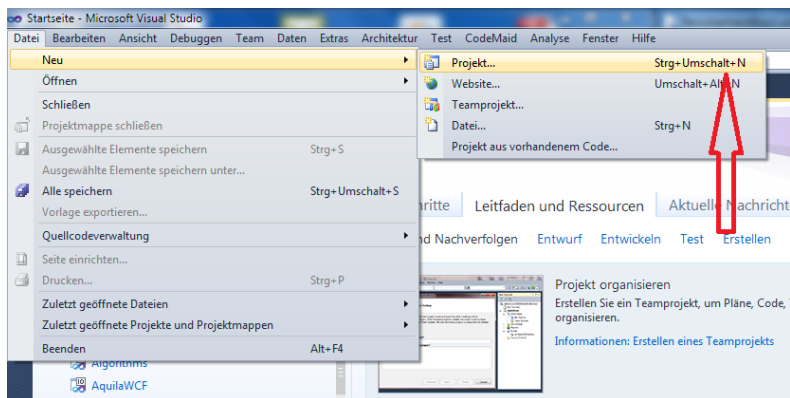 Startseite - Microsoft Visual Studio
Datei Bearbeiten Ansicht Debuggen Team Daten Extras Architektur Test CodeMaid Analyse Fenster Hilfe
Neu
Öffnen
Schließen
Projektmappe schließen
Ausgewählte Elemente speichern Strg+S
Ausgewählte Elemente speichern unter...
Alle speichern Strg+Umschalt+S
Vorlage exportieren...
Quellcodeverwaltung
Seite einrichten...
Drucken... Strg+P
Zuletzt geöffnete Dateien
Zuletzt geöffnete Projekte und Projektmappen
Beenden Alt+F4
Projekt... Strg+Umschalt+N
Website... Umschalt+Alt+N
Teamprojekt...
Datei... Strg+N
Projekt aus vorhandenem Code...
hritte Leitfaden und Ressourcen Aktuelle Nachricht
nd Nachverfolgen Entwurf Entwickeln Test Erstellen
Projekt organisieren
Erstellen Sie ein Teamprojekt, um Pläne, Code,
organisieren.
Informationen: Erstellen eines Teamprojekts
Algorithms
AquilaWCF